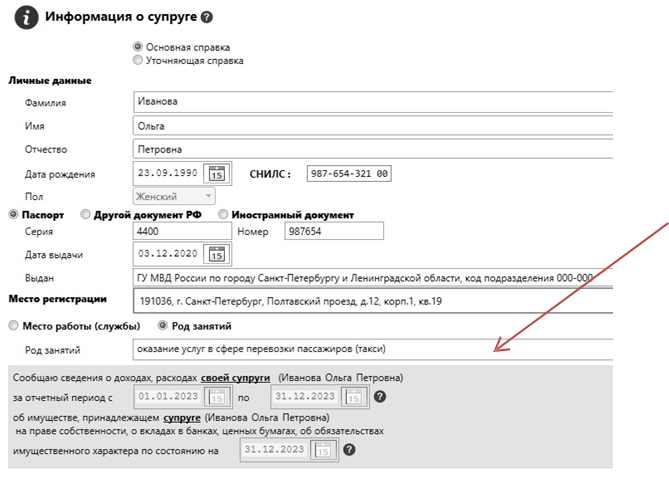 Информация о супруге ?
Основная справка
Уточняющая справка
Личные данные
Фамилия Иванова
Имя Ольга
Отчество Петровна
Дата рождения 23.09.1990 15 СНИЛС : 987-654-321 00
Пол Женский
Паспорт Другой документ РФ Иностранный документ
Серия 4400 Номер 987654
Дата выдачи 03.12.2020 15
Выдан ГУ МВД России по городу Санкт-Петербургу и Ленинградской области, код подразделения 000-000
Место регистрации 191036, г. Санкт-Петербург, Полтавский проезд, д.12, корп.1, кв.19
Место работы (службы) Род занятий
Род занятий оказание услуг в сфере перевозки пассажиров (такси)
Сообщаю сведения о доходах, расходах своей супруги (Иванова Ольга Петровна)
за отчетный период с 01.01.2023 15 по 31.12.2023 15 ?
об имуществе, принадлежащем супруге (Иванова Ольга Петровна)
на праве собственности, о вкладах в банках, ценных бумагах, об обязательствах
имущественного характера по состоянию на 31.12.2023 15 ?